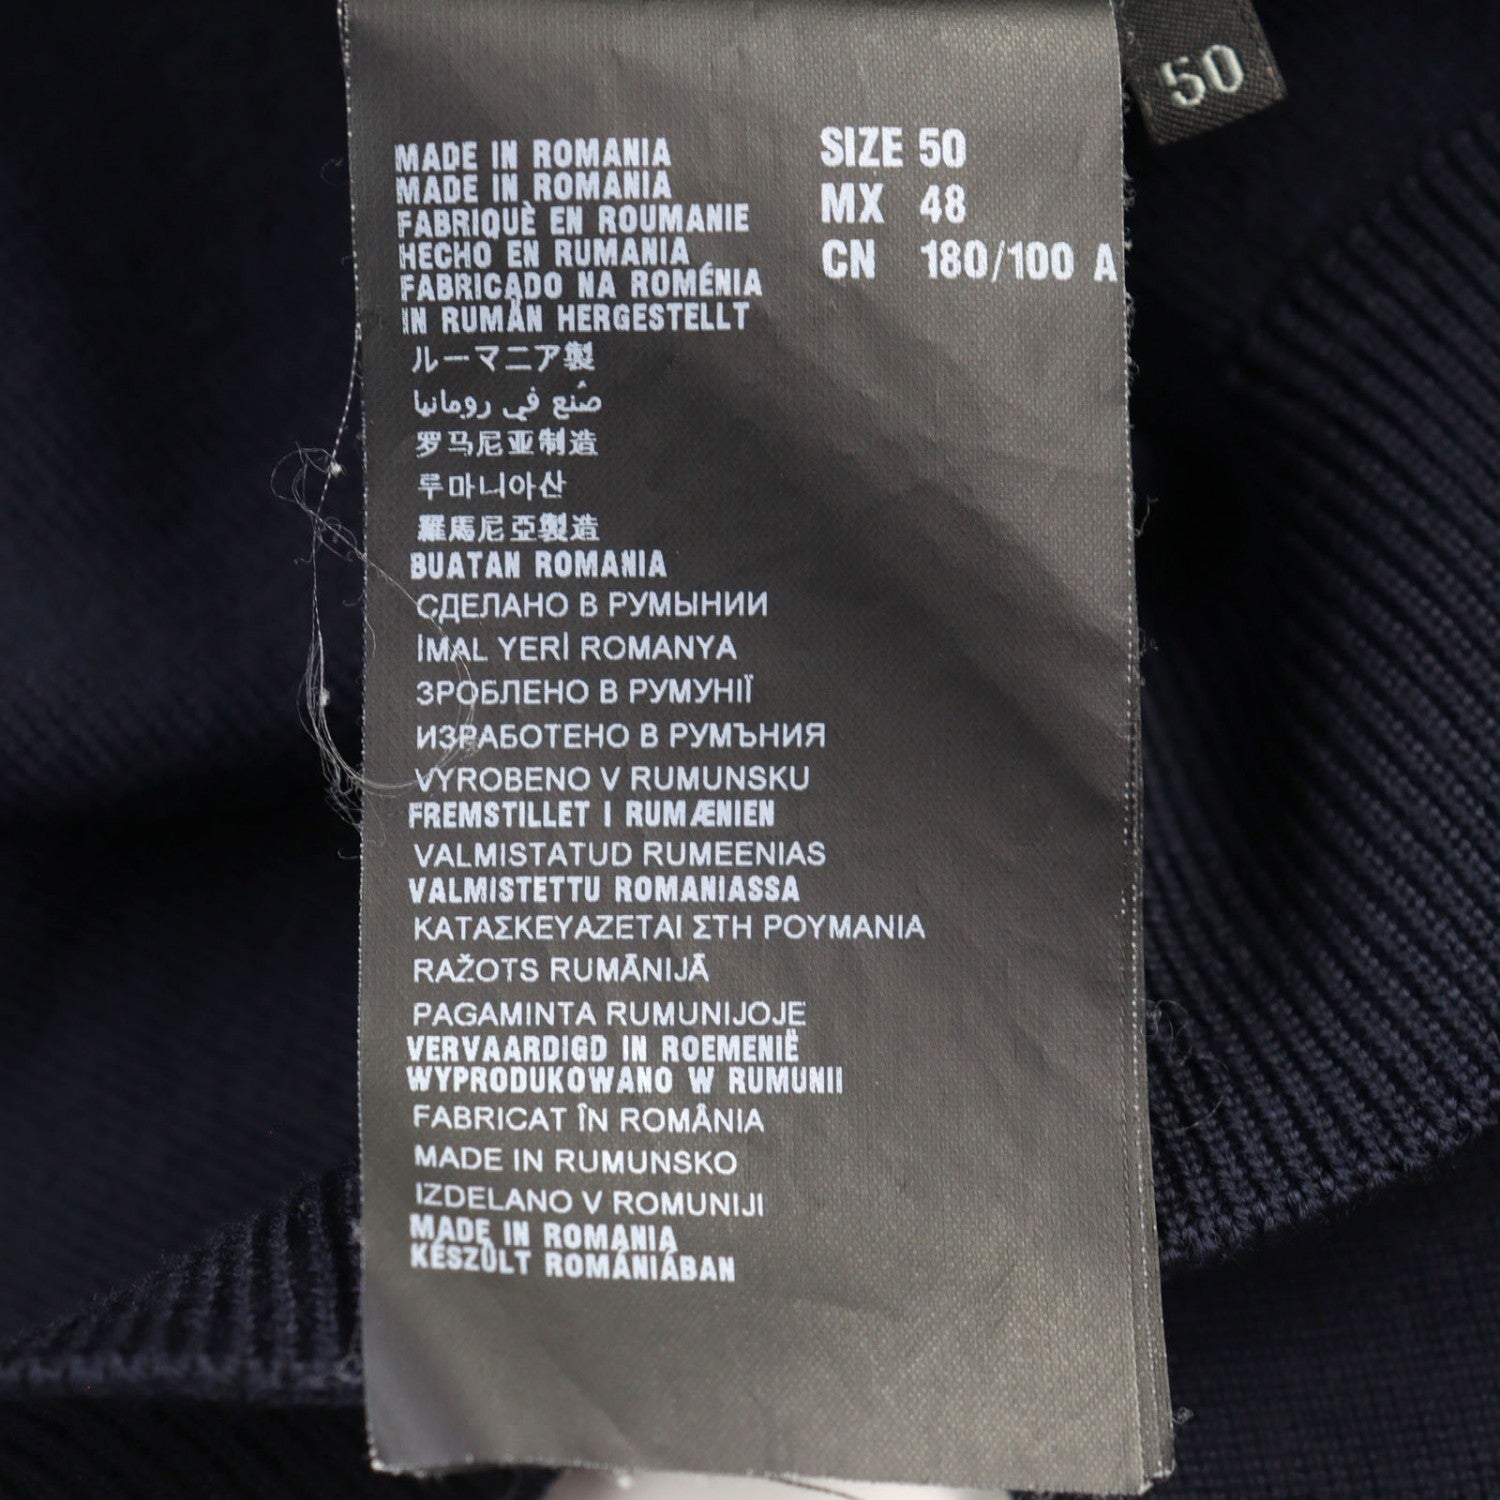 50
SIZE 50
MX 48
CN 180/100 A
MADE IN ROMANIA
MADE IN ROMANIA
FABRIQUÈ EN ROUMANIE
HECHO EN RUMANIA
FABRICADO NA ROMÉNIA
IN RUMÄN HERGESTELLT
ルーマニア製
صُنع في رومانيا
罗马尼亚制造
루마니아산
羅馬尼亞製造
BUATAN ROMANIA
СДЕЛАНО В РУМЫНИИ
İMAL YERİ ROMANYA
ЗРОБЛЕНО В РУМУНІЇ
ИЗРАБОТЕНО В РУМЪНИЯ
VYROBENO V RUMUNSKU
FREMSTILLET I RUMÆNIEN
VALMISTATUD RUMEENIAS
VALMISTETTU ROMANIASSA
ΚΑΤΑΣΚΕΥΑΖΕΤΑΙ ΣΤΗ ΡΟΥΜΑΝΙΑ
RAŽOTS RUMĀNIJĀ
PAGAMINTA RUMUNIJOJE
VERVAARDIGD IN ROEMENIË
WYPRODUKOWANO W RUMUNII
FABRICAT ÎN ROMÂNIA
MADE IN RUMUNSKO
IZDELANO V ROMUNIJI
MADE IN ROMANIA
KÉSZÜLT ROMÁNIÁBAN